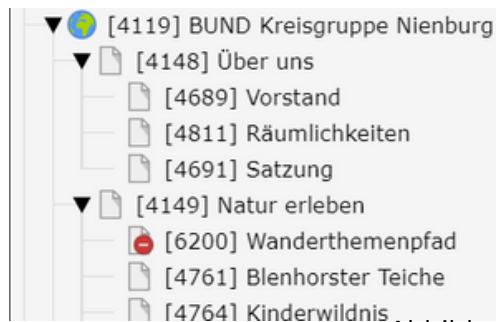 [4119] BUND Kreisgruppe Nienburg
[4148] Über uns
[4689] Vorstand
[4811] Räumlichkeiten
[4691] Satzung
[4149] Natur erleben
[6200] Wanderthemenpfad
[4761] Blenhorster Teiche
[4764] Kinderwildnis